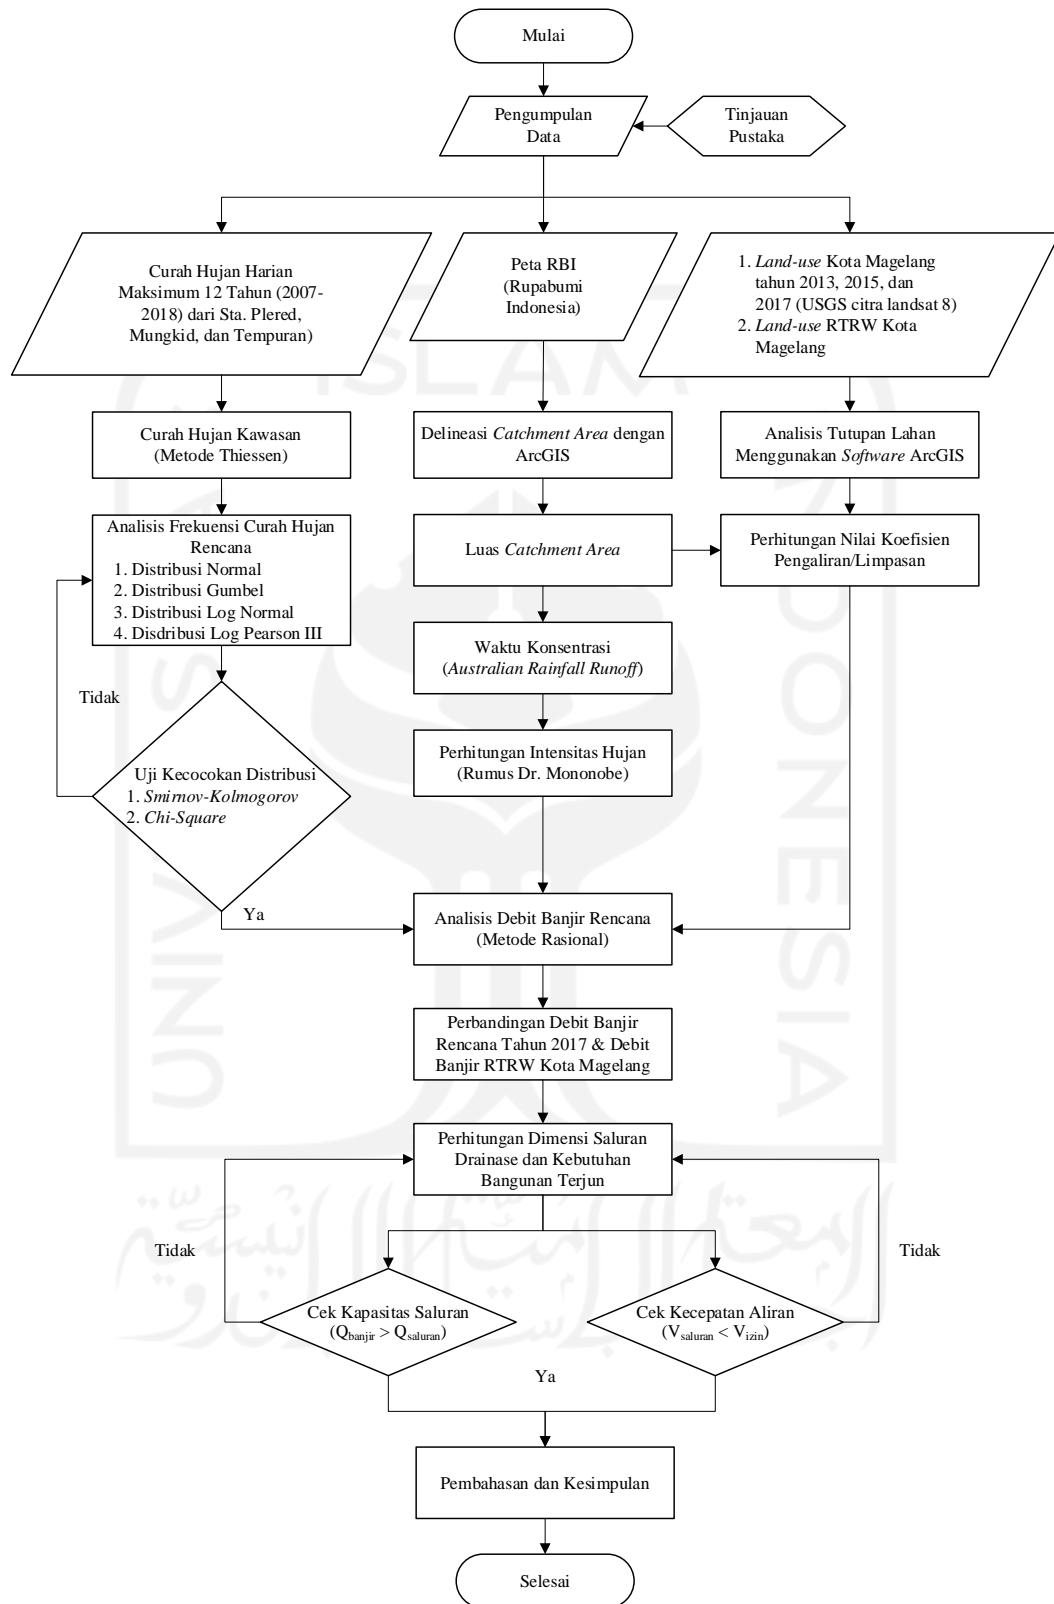 Mulai
Pengumpulan
Data
Tinjauan
Pustaka
Curah Hujan Harian
Maksimum 12 Tahun (2007-
2018) dari Sta. Plered,
Mungkid, dan Tempuran)
Peta RBI
(Rupabumi
Indonesia)
1. Land-use Kota Magelang
tahun 2013, 2015, dan
2017 (USGS citra landsat 8)
2. Land-use RTRW Kota
Magelang
Curah Hujan Kawasan
(Metode Thiessen)
Delineasi Catchment Area dengan
ArcGIS
Analisis Tutupan Lahan
Menggunakan Software ArcGIS
Analisis Frekuensi Curah Hujan
Rencana
1. Distribusi Normal
2. Distribusi Gumbel
3. Distribusi Log Normal
4. Disdribusi Log Pearson III
Luas Catchment Area
Perhitungan Nilai Koefisien
Pengaliran/Limpasan
Waktu Konsentrasi
(Australian Rainfall Runoff)
Tidak
Uji Kecocokan Distribusi
1. Smirnov-Kolmogorov
2. Chi-Square
Perhitungan Intensitas Hujan
(Rumus Dr. Mononobe)
Ya
Analisis Debit Banjir Rencana
(Metode Rasional)
Perbandingan Debit Banjir
Rencana Tahun 2017 & Debit
Banjir RTRW Kota Magelang
Perhitungan Dimensi Saluran
Drainase dan Kebutuhan
Bangunan Terjun
Tidak
Tidak
Cek Kapasitas Saluran
(Qbanjir > Qsaluran)
Cek Kecepatan Aliran
(Vsaluran < Vizin)
Ya
Pembahasan dan Kesimpulan
Selesai
UNIVERSITAS
ISLAM
INDONESIA